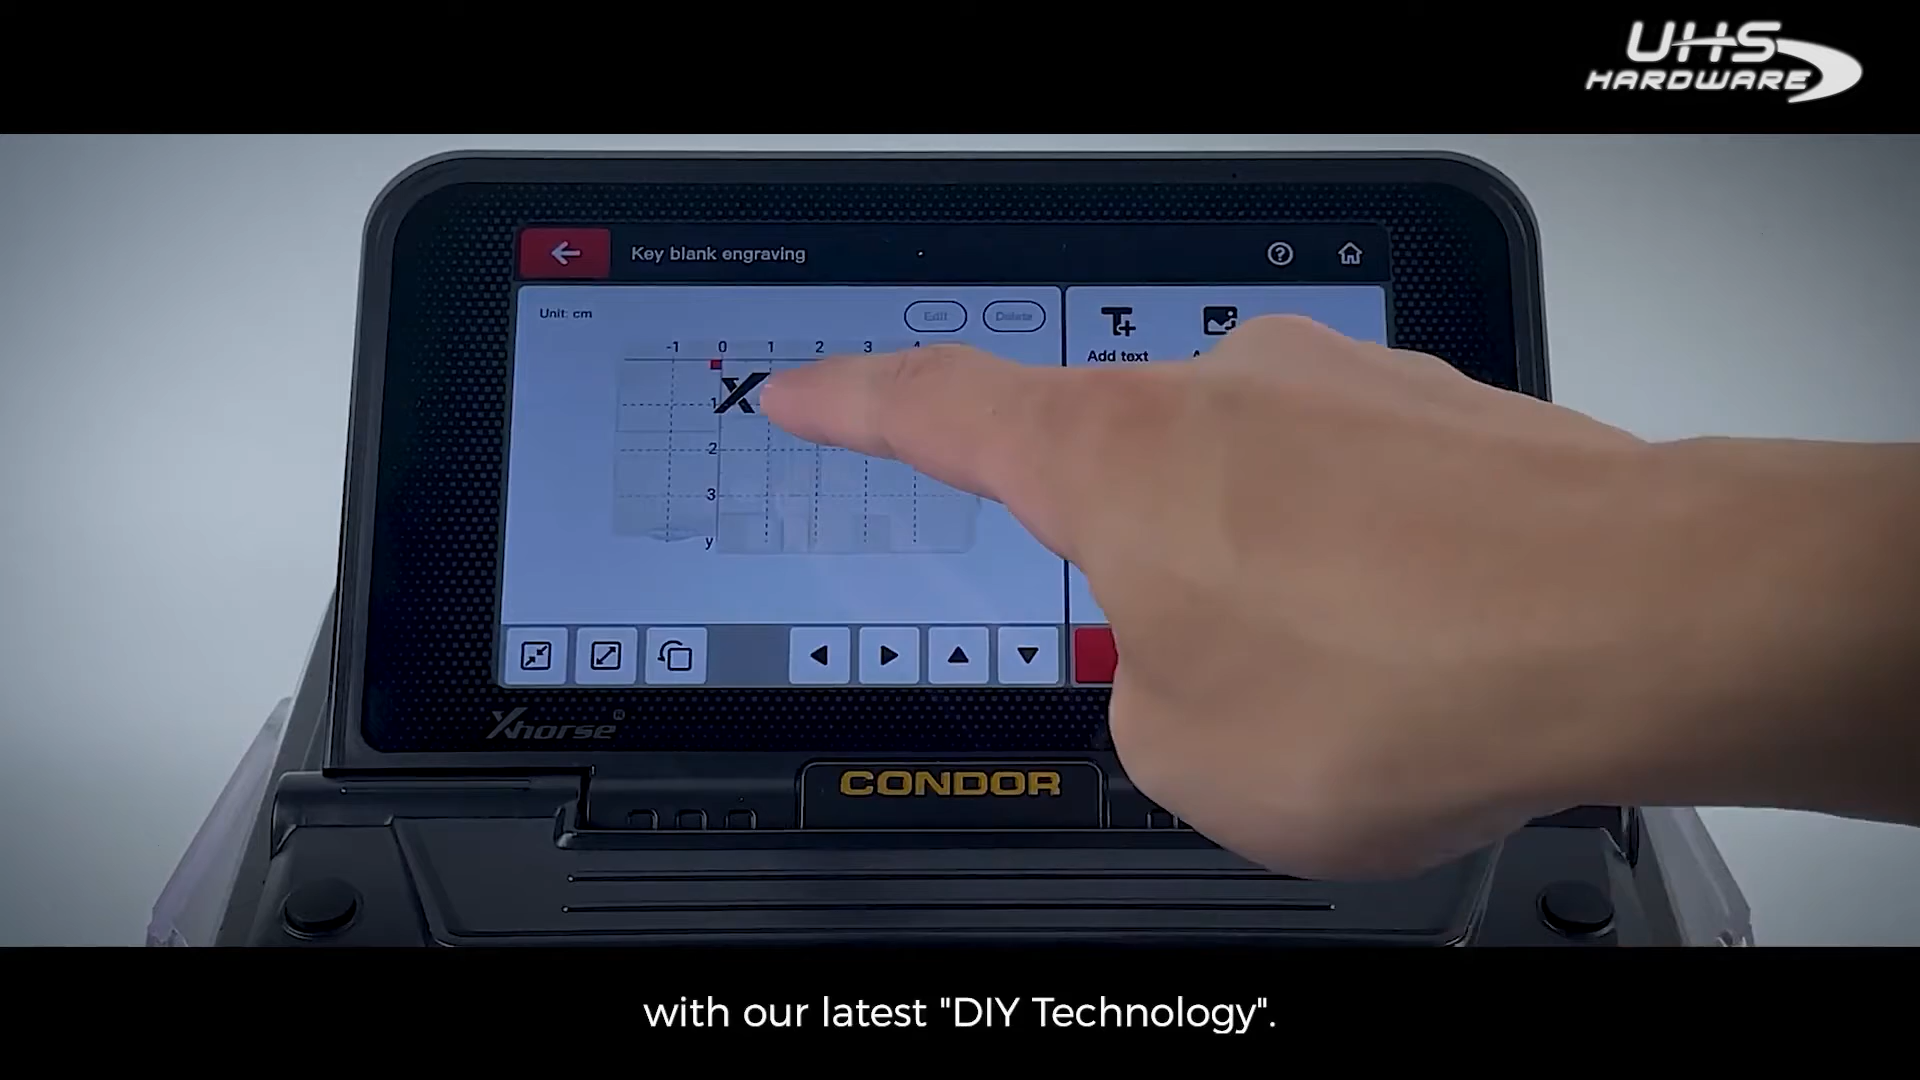 UHS
HARDWARE
Key blank engraving
Unit: cm
Edit
Delete
-1 0 1 2 3 4
Add text
X
1
2
3
y
Xhorse®
CONDOR
with our latest "DIY Technology".